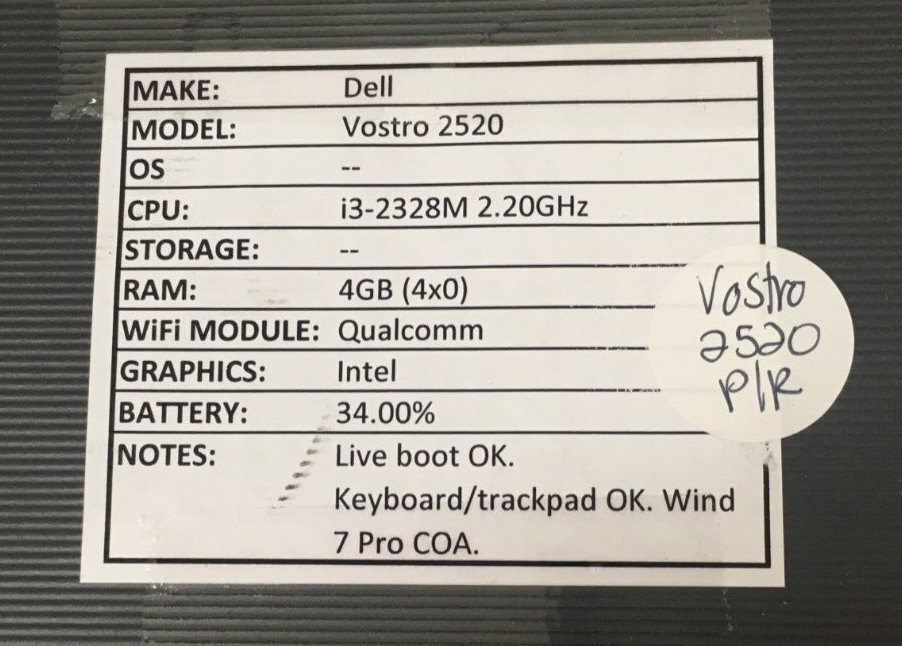 MAKE: Dell
MODEL: Vostro 2520
OS --
CPU: i3-2328M 2.20GHz
STORAGE: --
RAM: 4GB (4x0)
WiFi MODULE: Qualcomm
GRAPHICS: Intel
BATTERY: 34.00%
NOTES: Live boot OK.
Keyboard/trackpad OK. Wind
7 Pro COA.
Vostro
2520
P/R